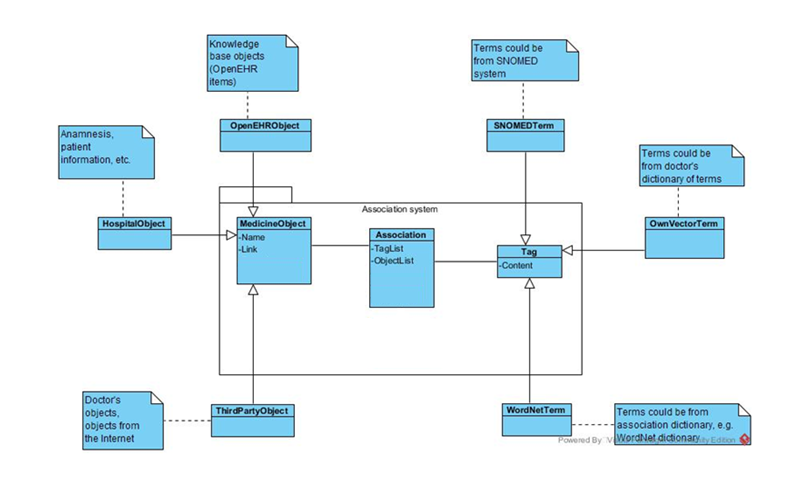 Knowledge
base objects
(OpenEHR
items)
Terms could be
from SNOMED
system
OpenEHRObject
SNOMEDTerm
Anamnesis,
patient
information, etc.
Terms could be
from doctor's
dictionary of terms
Association system
HospitalObject
MedicineObject
-Name
-Link
Association
-TagList
-ObjectList
Tag
-Content
OwnVectorTerm
Doctor's
objects,
objects from
the Internet
ThirdPartyObject
WordNetTerm
Terms could be from
association dictionary, e.g.
WordNet dictionary
Powered By Edition